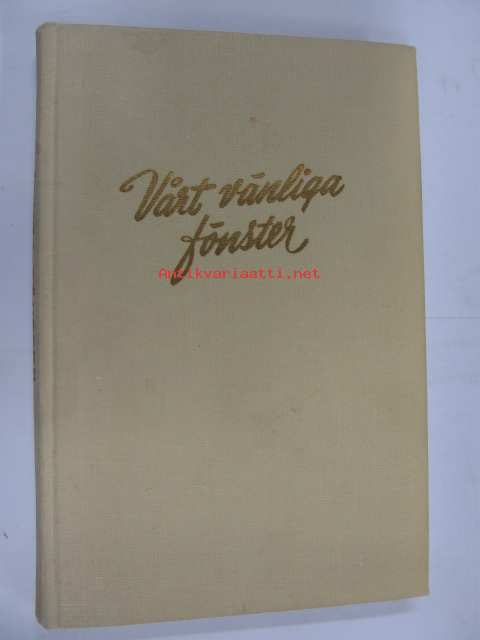 Vårt vänliga
fönster
Antikvariaatti.net